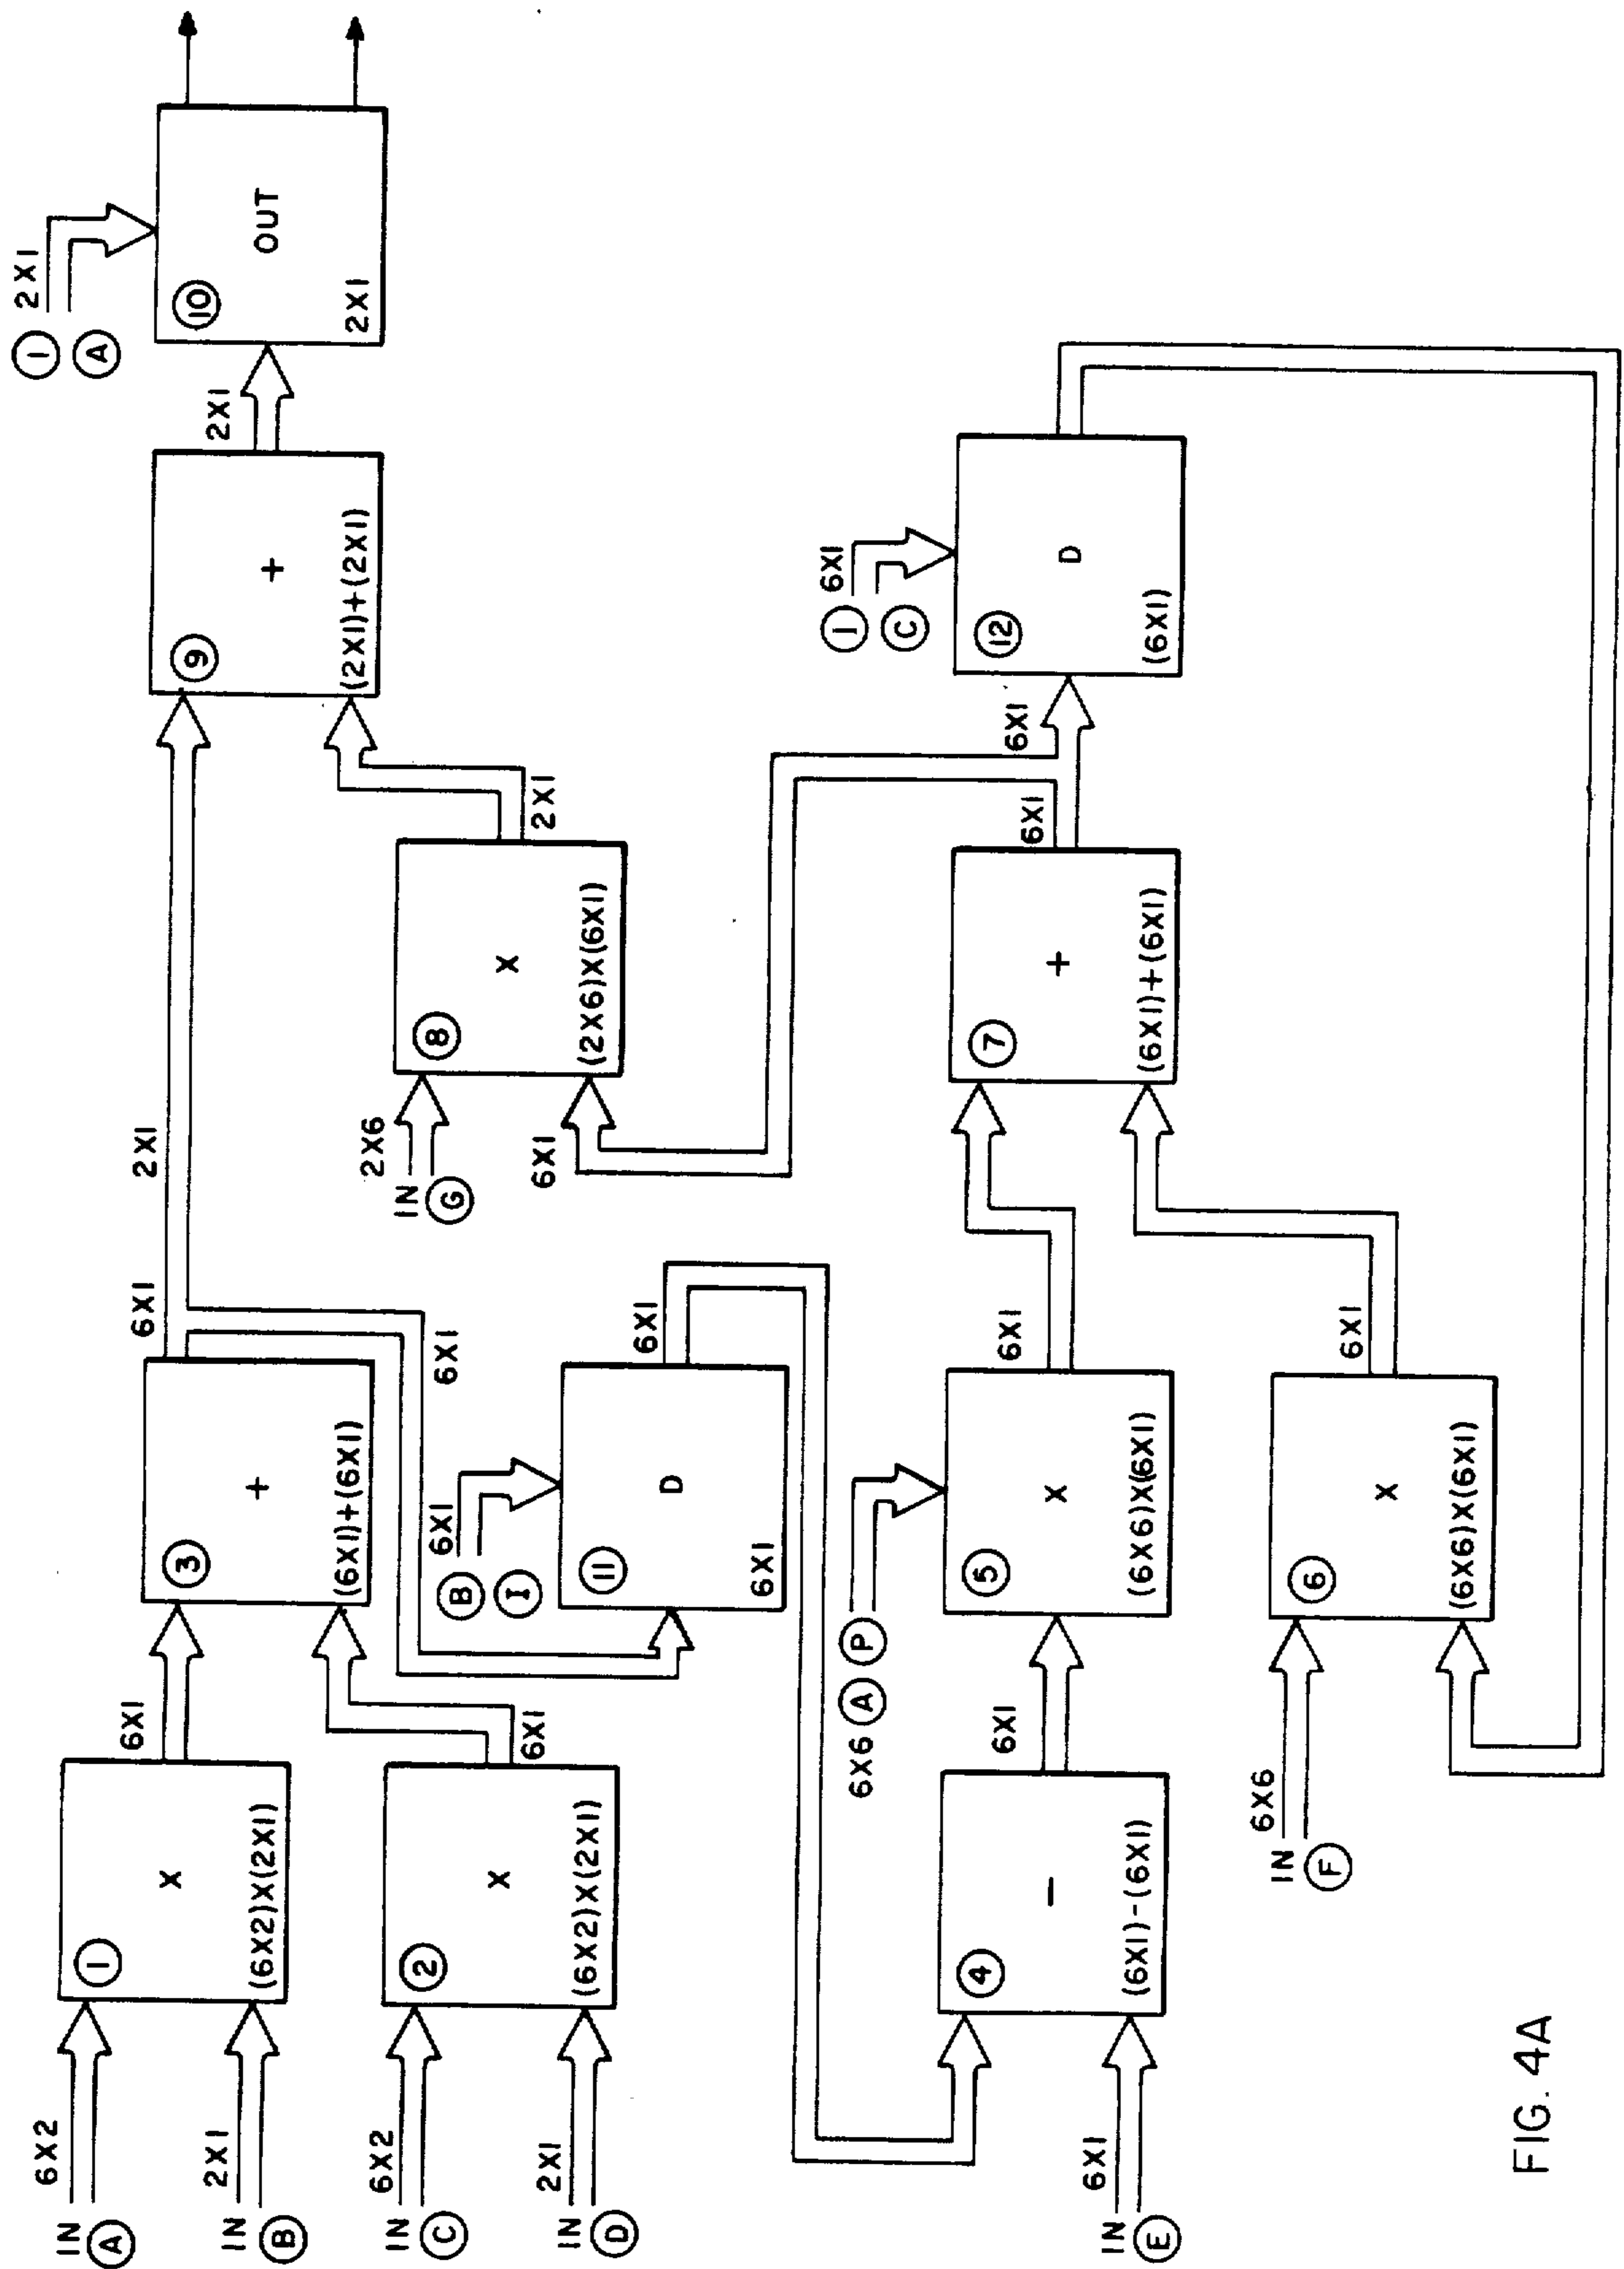 IN 6X2
A
IN 2X1
B
1
X
(6X2)X(2X1)
6X1
IN 6X2
C
IN 2X1
D
2
X
(6X2)X(2X1)
6X1
3
+
(6X1)+(6X1)
6X1
2X1
6X1
B 6X1
I
11
D
6X1
6X1
IN 2X6
G
6X1
8
X
(2X6)X(6X1)
2X1
9
+
(2X1)+(2X1)
2X1
I 2X1
A
10
OUT
2X1
IN 6X1
E
4
-
(6X1)-(6X1)
6X1
6X6 A P
5
X
(6X6)X(6X1)
6X1
IN 6X6
F
6
X
(6X6)X(6X1)
6X1
7
+
(6X1)+(6X1)
6X1
6X1
I 6X1
C
12
D
(6X1)
FIG. 4A